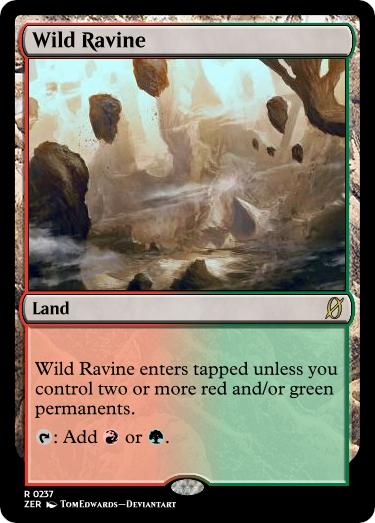 Wild Ravine
Land
Wild Ravine enters tapped unless you
control two or more red and/or green
permanents.
: Add or .
R 0237
ZER TomEdwards—Deviantart